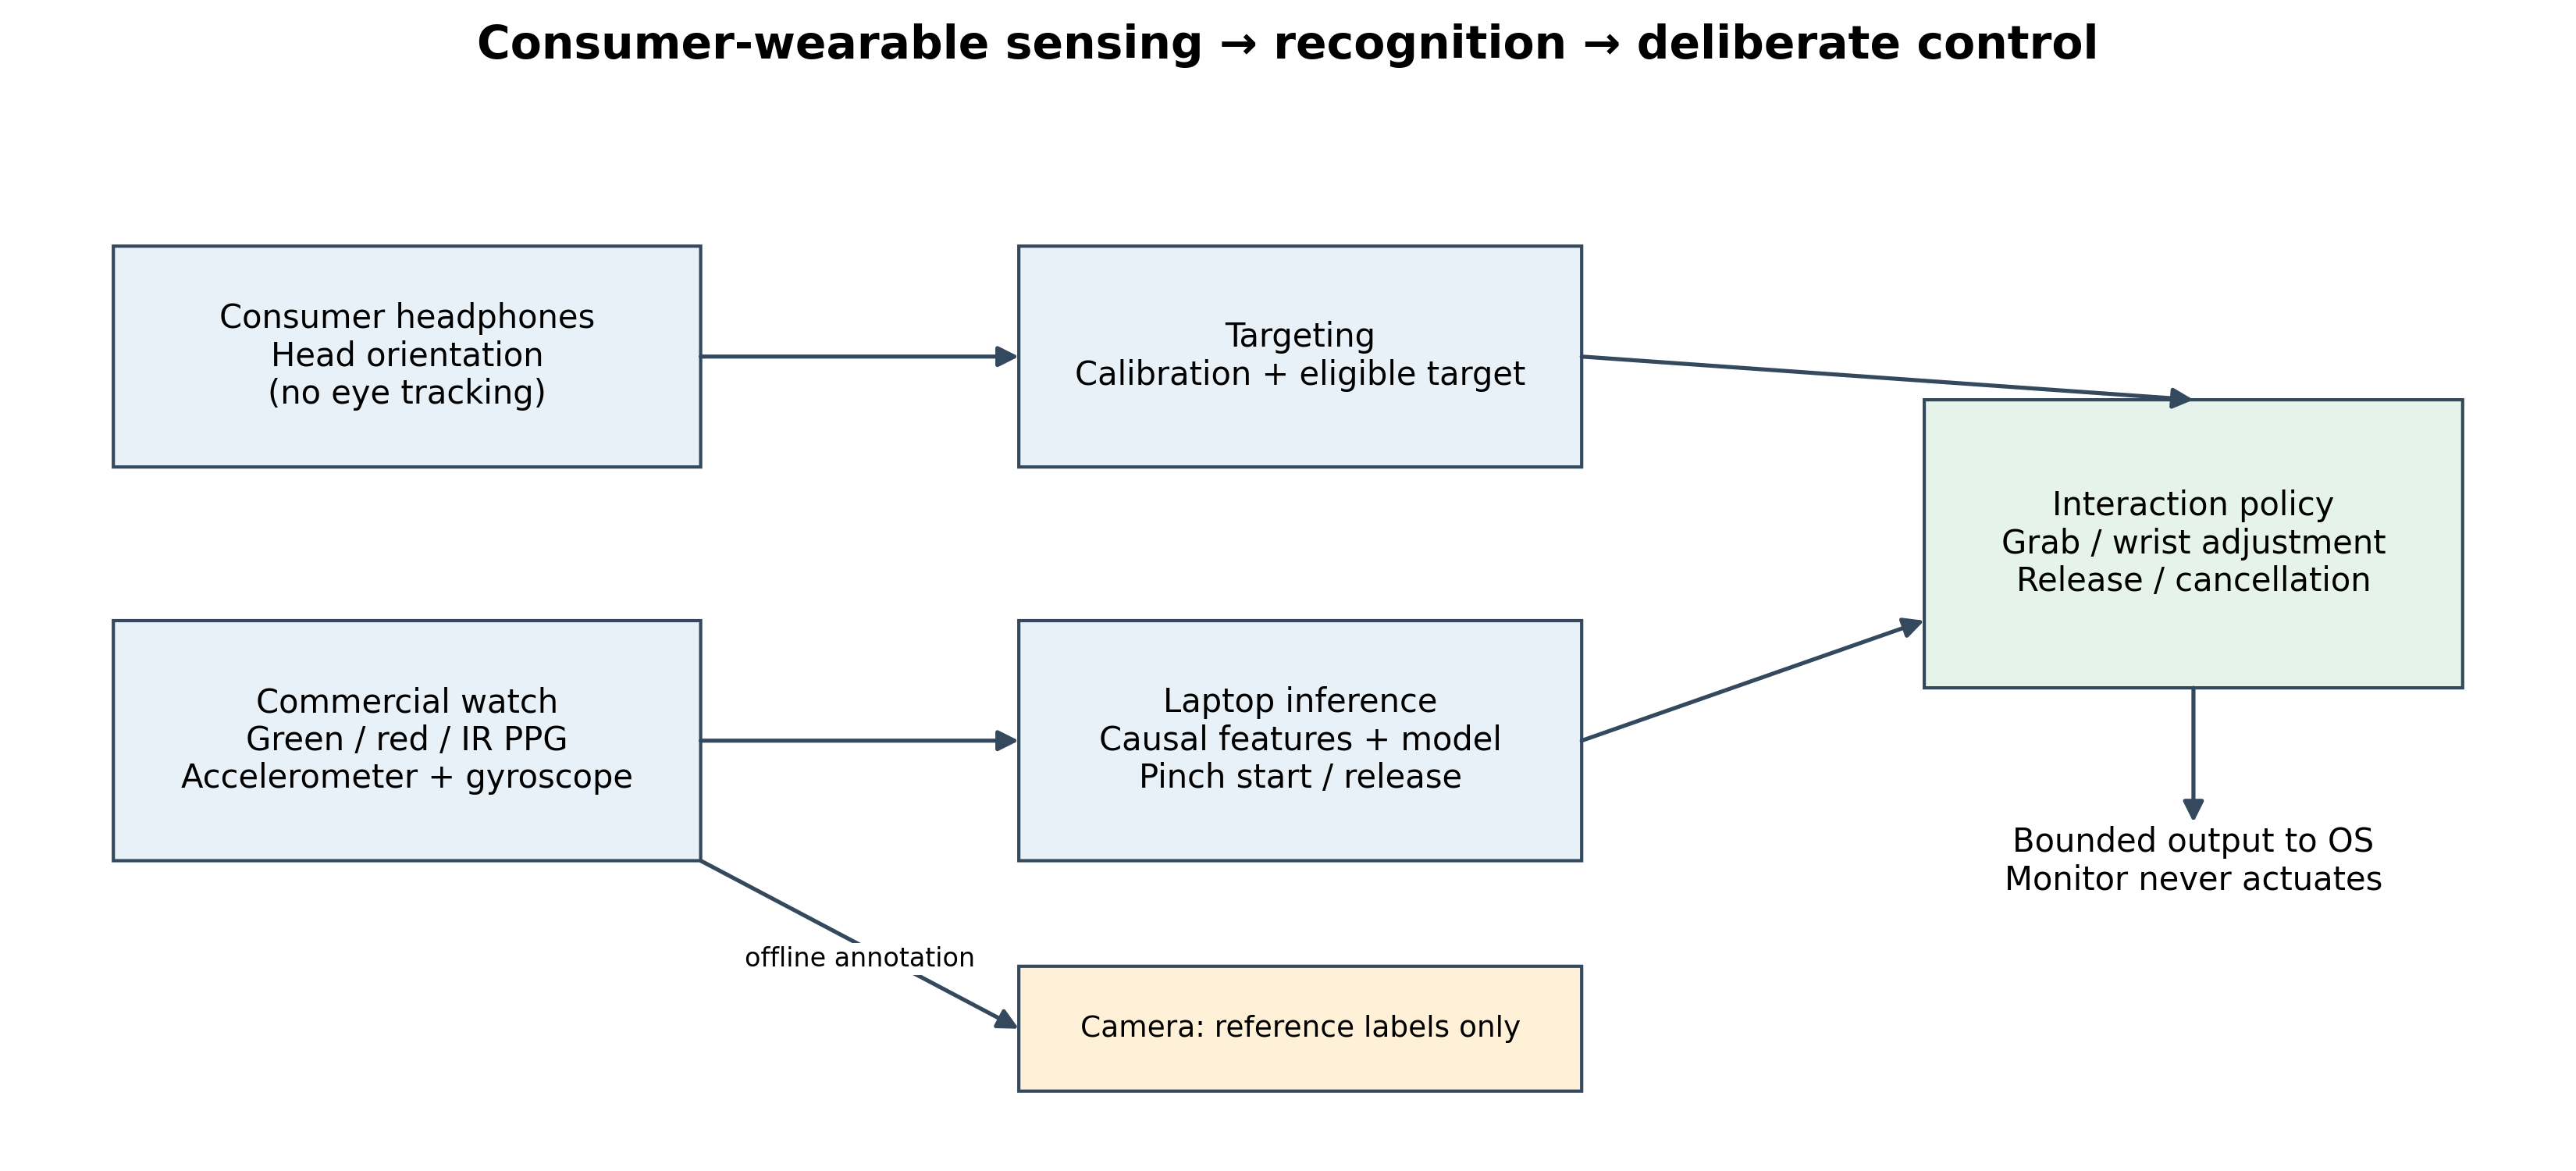 Consumer-wearable sensing → recognition → deliberate control
Consumer headphones
Head orientation
(no eye tracking)
Targeting
Calibration + eligible target
Interaction policy
Grab / wrist adjustment
Release / cancellation
Commercial watch
Green / red / IR PPG
Accelerometer + gyroscope
Laptop inference
Causal features + model
Pinch start / release
Bounded output to OS
Monitor never actuates
offline annotation
Camera: reference labels only